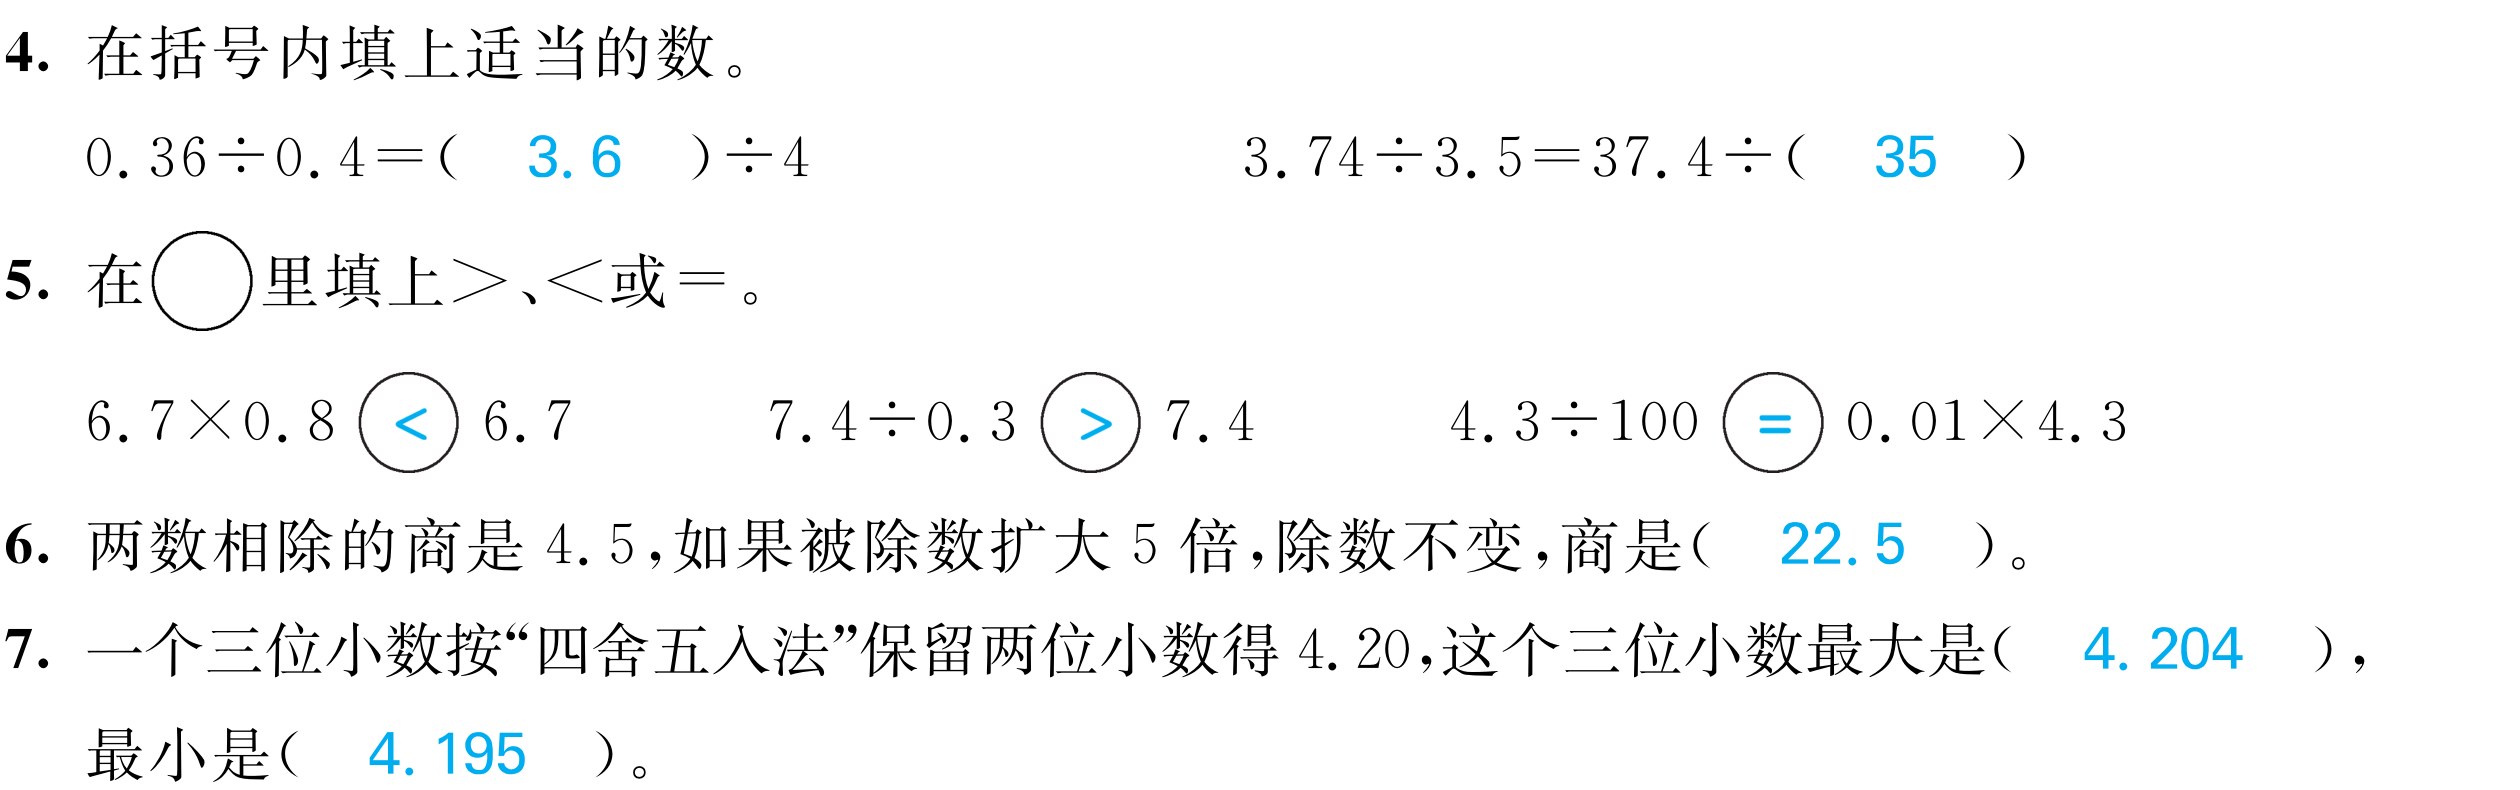 4. 在括号内填上适当的数。
0.36÷0.4=( 3.6 )÷4 3.74÷3.5=37.4÷( 35 )
5. 在○里填上>、<或=。
6.7×0.8 < 6.7 7.4÷0.3 > 7.4 4.3÷100 = 0.01×4.3
6. 两数相除的商是 4.5,如果被除数扩大 5 倍,除数不变,商是( 22.5 )。
7. 一个三位小数按“四舍五入法”保留两位小数得 4.20,这个三位小数最大是( 4.204 ),
最小是( 4.195 )。